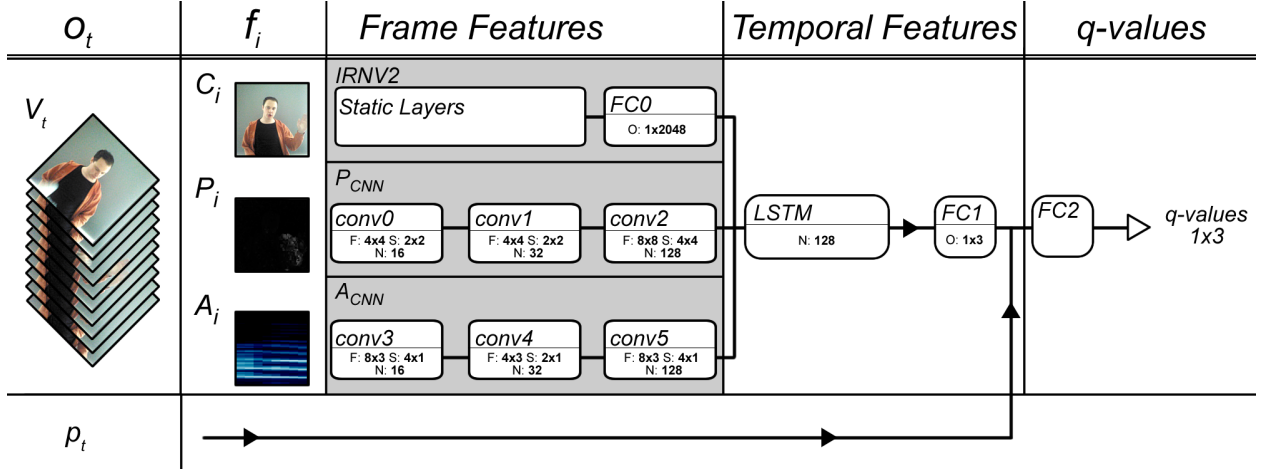 o_t f_i Frame Features Temporal Features q-values
V_t
C_i
IRNV2
Static Layers
FC0
O: 1x2048
P_i
P_CNN
conv0
F: 4x4 S: 2x2
N: 16
conv1
F: 4x4 S: 2x2
N: 32
conv2
F: 8x8 S: 4x4
N: 128
A_i
A_CNN
conv3
F: 8x3 S: 4x1
N: 16
conv4
F: 4x3 S: 2x1
N: 32
conv5
F: 8x3 S: 4x1
N: 128
LSTM
N: 128
FC1
O: 1x3
FC2
q-values
1x3
p_t